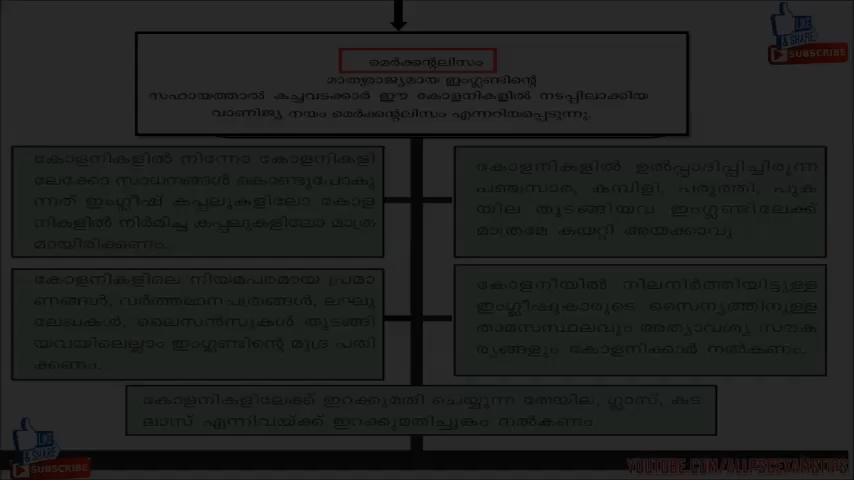 LIKE
& SHARE
SUBSCRIBE
മെർക്കന്റലിസം
മാതൃരാജ്യമായ ഇംഗ്ലണ്ടിന്റെ
സഹായത്താൽ കച്ചവടക്കാർ ഈ കോളനികളിൽ നടപ്പിലാക്കിയ
വാണിജ്യ നയം മെർക്കന്റലിസം എന്നറിയപ്പെടുന്നു.
കോളനികളിൽ നിന്നോ കോളനികളി
ലേക്കോ സാധനങ്ങൾ കൊണ്ടുപോകു
ന്നത് ഇംഗ്ലീഷ് കപ്പലുകളിലോ കോള
നികളിൽ നിർമിച്ച കപ്പലുകളിലോ മാത്ര
മായിരിക്കണം.
കോളനികളിൽ ഉൽപ്പാദിപ്പിച്ചിരുന്ന
പഞ്ചസാര, കമ്പിളി, പരുത്തി, പുക
യില തുടങ്ങിയവ ഇംഗ്ലണ്ടിലേക്ക്
മാത്രമേ കയറ്റി അയക്കാവൂ
കോളനികളിലെ നിയമപരമായ പ്രമാ
ണങ്ങൾ, വർത്തമാനപത്രങ്ങൾ, ലഘു
ലേഖകൾ, ലൈസൻസുകൾ തുടങ്ങി
യവയിലെല്ലാം ഇംഗ്ലണ്ടിന്റെ മുദ്ര പതി
ക്കണം.
കോളനിയിൽ നിലനിർത്തിയിട്ടുള്ള
ഇംഗ്ലീഷുകാരുടെ സൈന്യത്തിനുള്ള
താമസസ്ഥലവും അത്യാവശ്യ സൗക
ര്യങ്ങളും കോളനിക്കാർ നൽകണം.
കോളനികളിലേക്ക് ഇറക്കുമതി ചെയ്യുന്ന തേയില, ഗ്ലാസ്, കട
ലാസ് എന്നിവയ്ക്ക് ഇറക്കുമതിച്ചുങ്കം നൽകണം.
LIKE
& SHARE
SUBSCRIBE